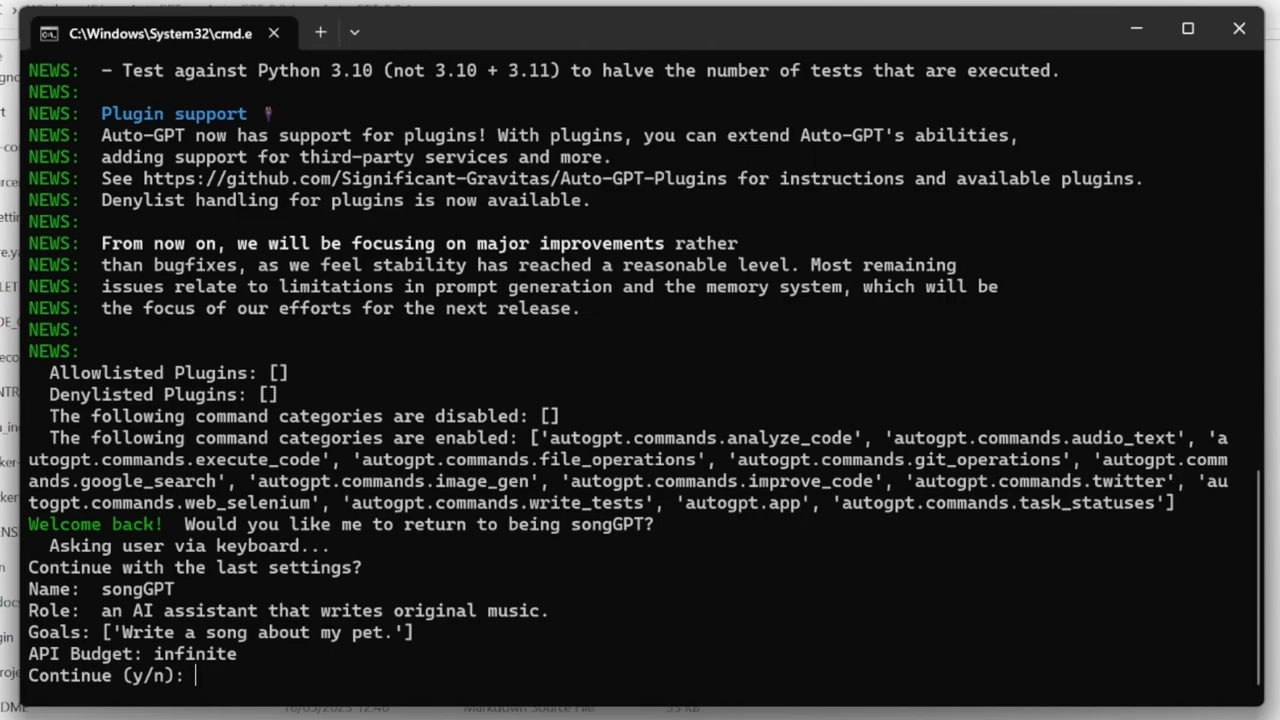 C:\Windows\System32\cmd.e
NEWS:  - Test against Python 3.10 (not 3.10 + 3.11) to halve the number of tests that are executed.
NEWS:
NEWS:  Plugin support
NEWS:  Auto-GPT now has support for plugins! With plugins, you can extend Auto-GPT's abilities,
NEWS:  adding support for third-party services and more.
NEWS:  See https://github.com/Significant-Gravitas/Auto-GPT-Plugins for instructions and available plugins.
NEWS:  Denylist handling for plugins is now available.
NEWS:
NEWS:  From now on, we will be focusing on major improvements rather
NEWS:  than bugfixes, as we feel stability has reached a reasonable level. Most remaining
NEWS:  issues relate to limitations in prompt generation and the memory system, which will be
NEWS:  the focus of our efforts for the next release.
NEWS:
NEWS:
Allowlisted Plugins: []
Denylisted Plugins: []
The following command categories are disabled: []
The following command categories are enabled: ['autogpt.commands.analyze_code', 'autogpt.commands.audio_text', 'a
utogpt.commands.execute_code', 'autogpt.commands.file_operations', 'autogpt.commands.git_operations', 'autogpt.comm
ands.google_search', 'autogpt.commands.image_gen', 'autogpt.commands.improve_code', 'autogpt.commands.twitter', 'au
togpt.commands.web_selenium', 'autogpt.commands.write_tests', 'autogpt.app', 'autogpt.commands.task_statuses']
Welcome back!  Would you like me to return to being songGPT?
Asking user via keyboard...
Continue with the last settings?
Name:  songGPT
Role:  an AI assistant that writes original music.
Goals: ['Write a song about my pet.']
API Budget: infinite
Continue (y/n):